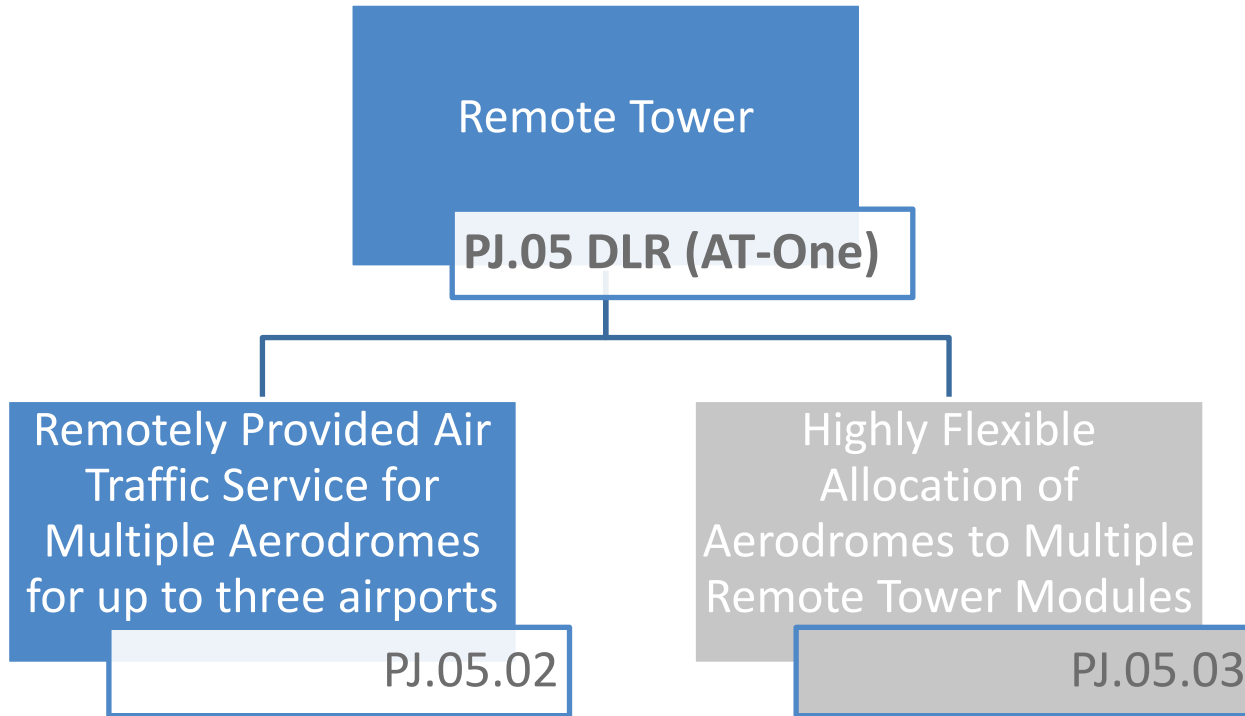 Remote Tower
PJ.05 DLR (AT-One)
Remotely Provided Air
Traffic Service for
Multiple Aerodromes
for up to three airports
PJ.05.02
Highly Flexible
Allocation of
Aerodromes to Multiple
Remote Tower Modules
PJ.05.03